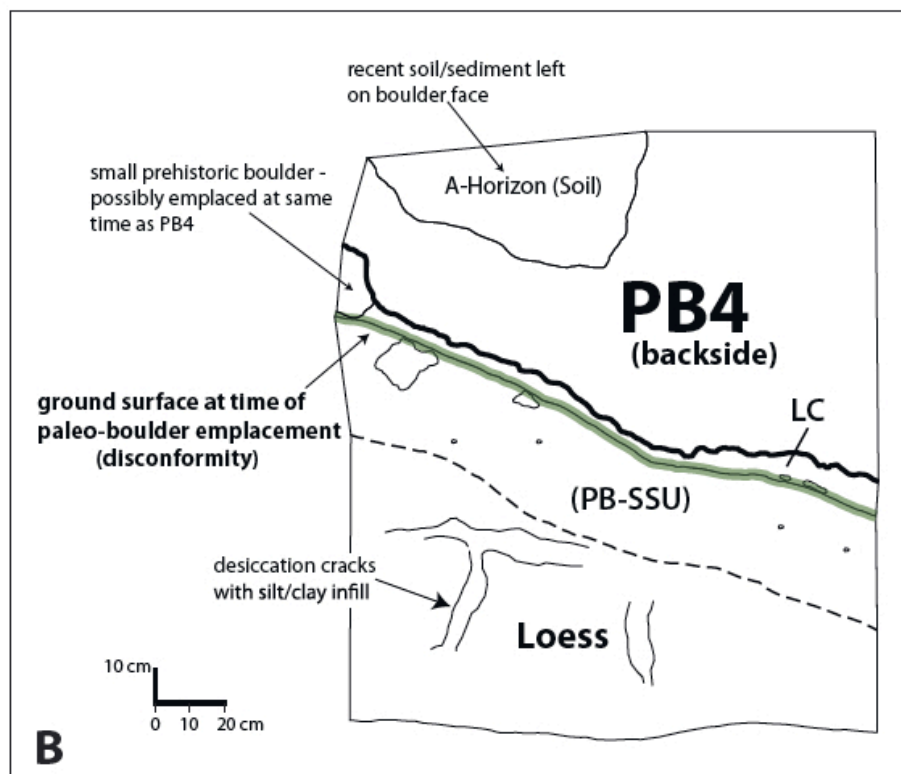 recent soil/sediment left
on boulder face
A-Horizon (Soil)
small prehistoric boulder -
possibly emplaced at same
time as PB4
PB4
(backside)
ground surface at time of
paleo-boulder emplacement
(disconformity)
LC
(PB-SSU)
desiccation cracks
with silt/clay infill
Loess
10 cm
0 10 20 cm
B